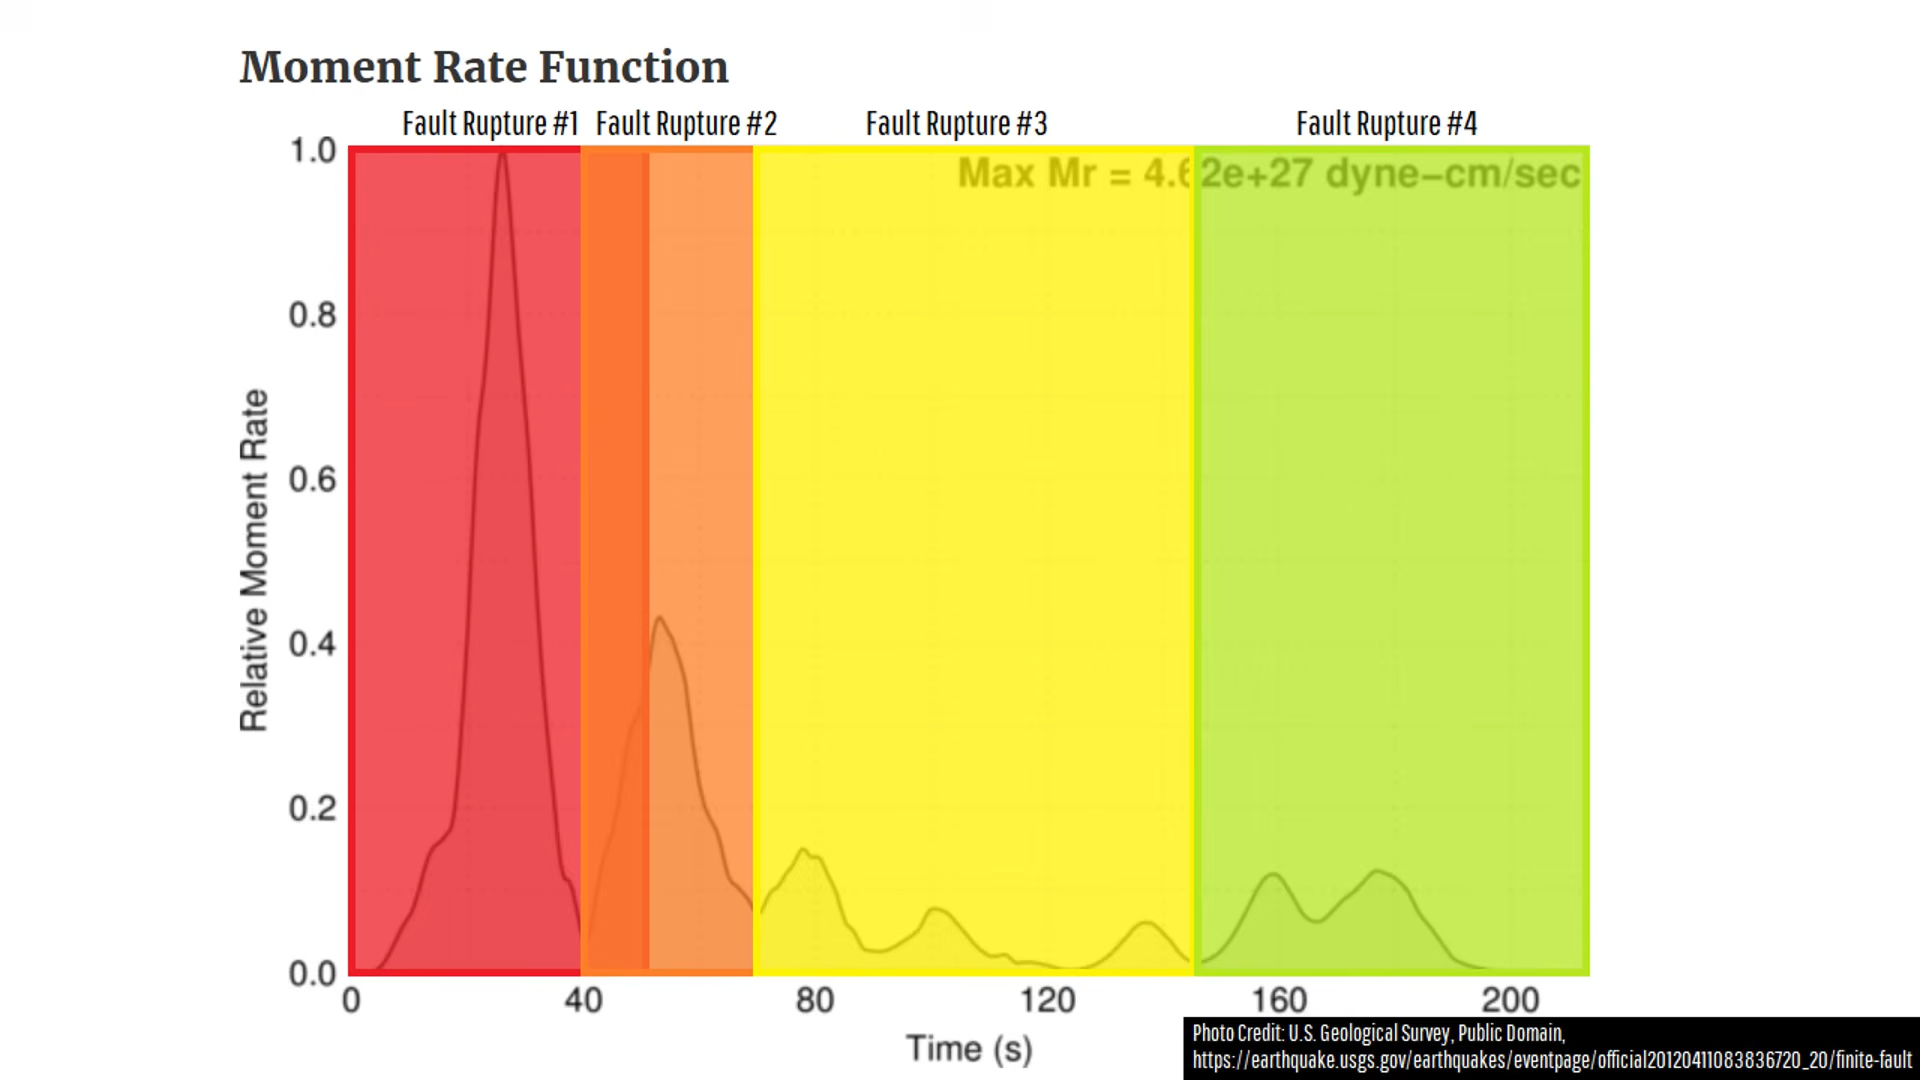 Moment Rate Function
Fault Rupture #1 Fault Rupture #2 Fault Rupture #3 Fault Rupture #4
Max Mr = 4.62e+27 dyne−cm/sec
1.0
0.8
0.6
0.4
0.2
0.0
Relative Moment Rate
0 40 80 120 160 200
Time (s)
Photo Credit: U.S. Geological Survey, Public Domain,
https://earthquake.usgs.gov/earthquakes/eventpage/official20120411083836720_20/finite-fault